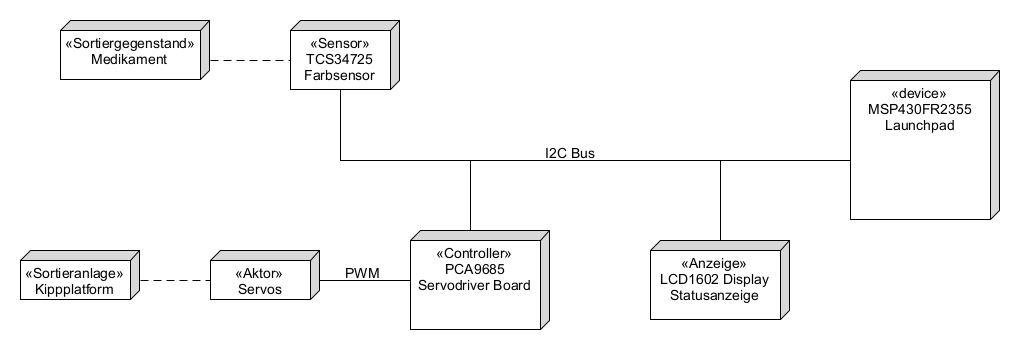 «Sortiergegenstand»
Medikament
«Sensor»
TCS34725
Farbsensor
«device»
MSP430FR2355
Launchpad
I2C Bus
«Sortieranlage»
Kippplatform
«Aktor»
Servos
PWM
«Controller»
PCA9685
Servodriver Board
«Anzeige»
LCD1602 Display
Statusanzeige